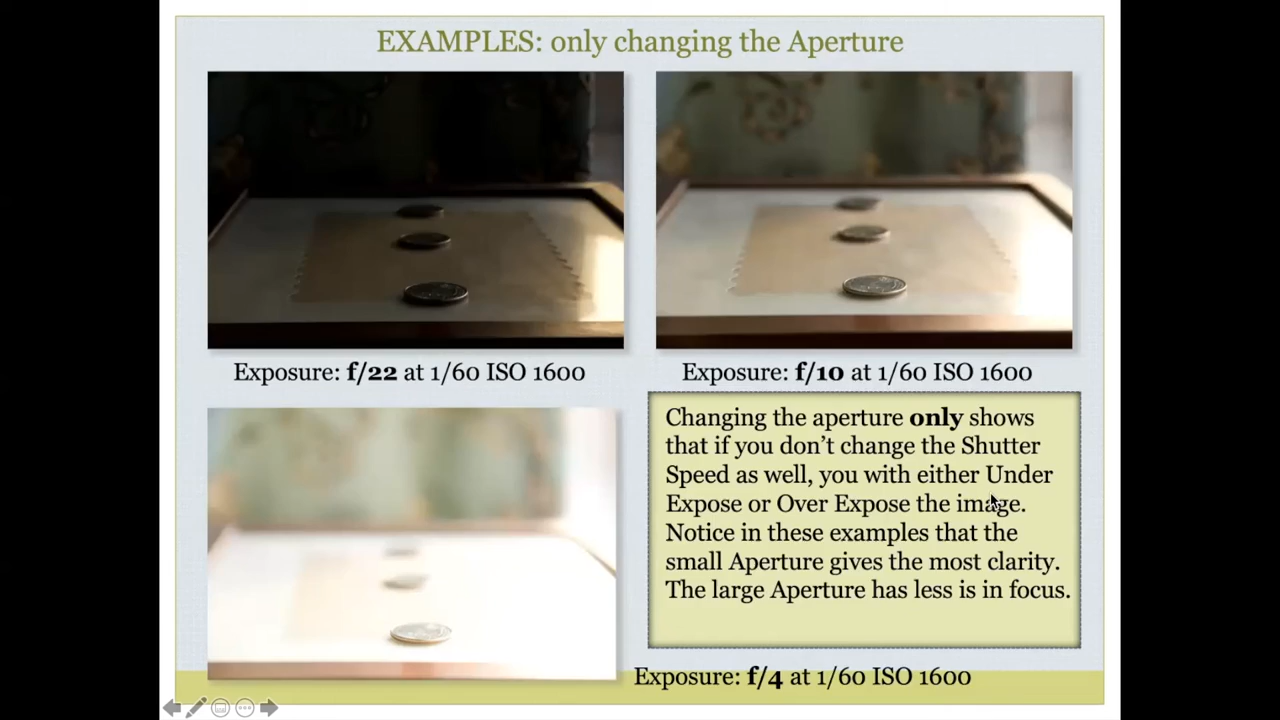 EXAMPLES: only changing the Aperture
Exposure: f/22 at 1/60 ISO 1600
Exposure: f/10 at 1/60 ISO 1600
Changing the aperture only shows
that if you don’t change the Shutter
Speed as well, you with either Under
Expose or Over Expose the image.
Notice in these examples that the
small Aperture gives the most clarity.
The large Aperture has less is in focus.
Exposure: f/4 at 1/60 ISO 1600